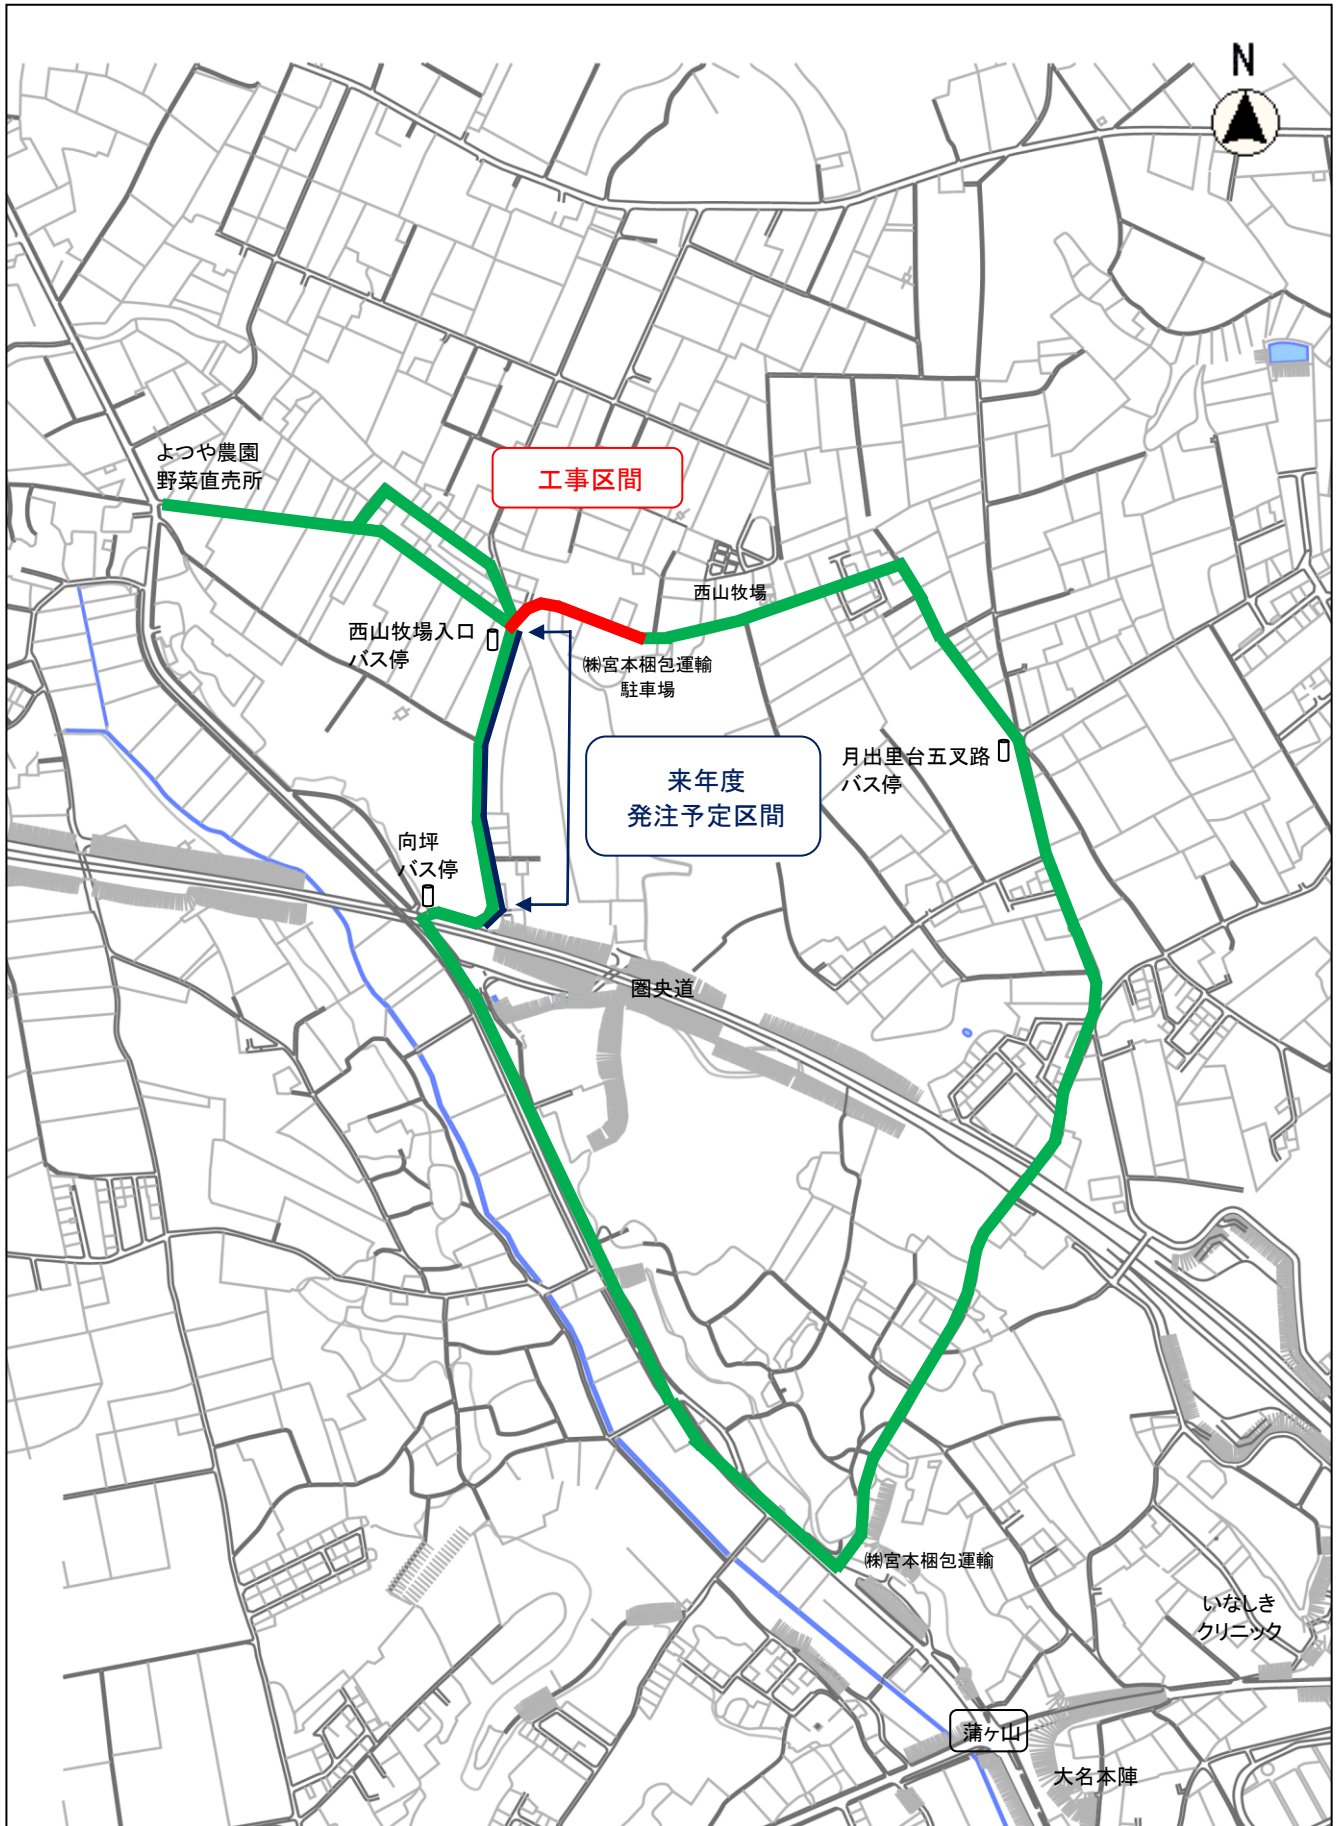 N
よつや農園
野菜直売所
工事区間
西山牧場
西山牧場入口
バス停
㈱宮本梱包運輸
駐車場
月出里台五叉路
バス停
来年度
発注予定区間
向坪
バス停
圏央道
㈱宮本梱包運輸
いなしき
クリニック
蒲ヶ山
大名本陣